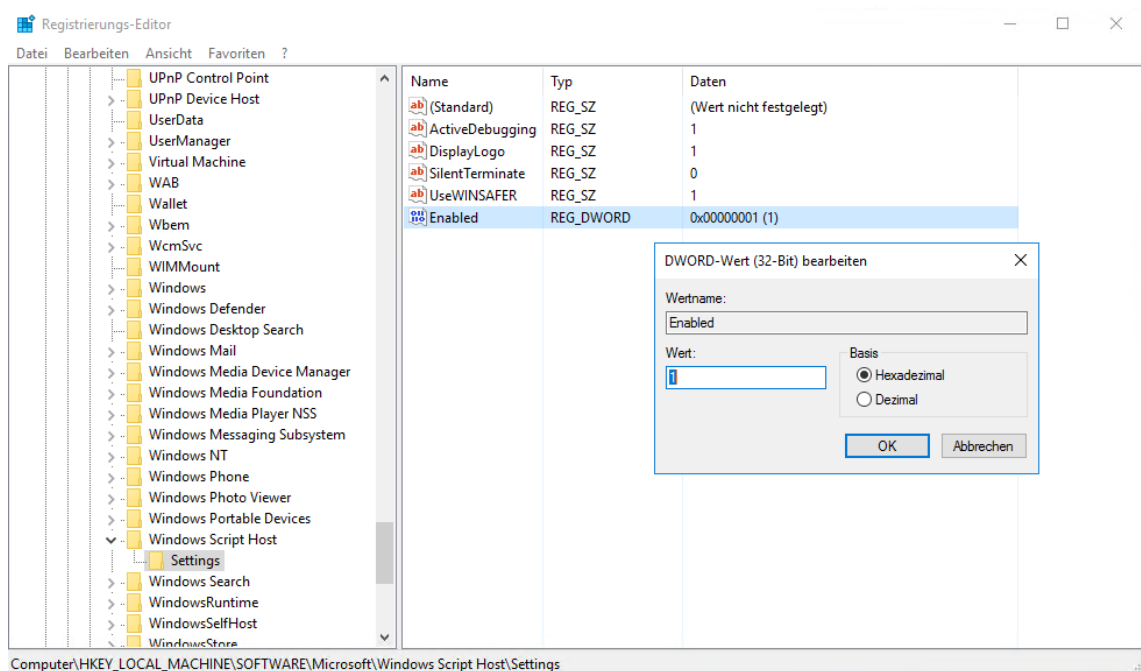 Registrierungs-Editor
Datei Bearbeiten Ansicht Favoriten ?
UPnP Control Point
UPnP Device Host
UserData
UserManager
Virtual Machine
WAB
Wallet
Wbem
WcmSvc
WIMMount
Windows
Windows Defender
Windows Desktop Search
Windows Mail
Windows Media Device Manager
Windows Media Foundation
Windows Media Player NSS
Windows Messaging Subsystem
Windows NT
Windows Phone
Windows Photo Viewer
Windows Portable Devices
Windows Script Host
Settings
Windows Search
WindowsRuntime
WindowsSelfHost
WindowsStore
Name Typ Daten
ab (Standard) REG_SZ (Wert nicht festgelegt)
ab ActiveDebugging REG_SZ 1
ab DisplayLogo REG_SZ 1
ab SilentTerminate REG_SZ 0
ab UseWINSAFER REG_SZ 1
Enabled REG_DWORD 0x00000001 (1)
DWORD-Wert (32-Bit) bearbeiten
Wertname:
Enabled
Wert:
1
Basis
Hexadezimal
Dezimal
OK Abbrechen
Computer\HKEY_LOCAL_MACHINE\SOFTWARE\Microsoft\Windows Script Host\Settings